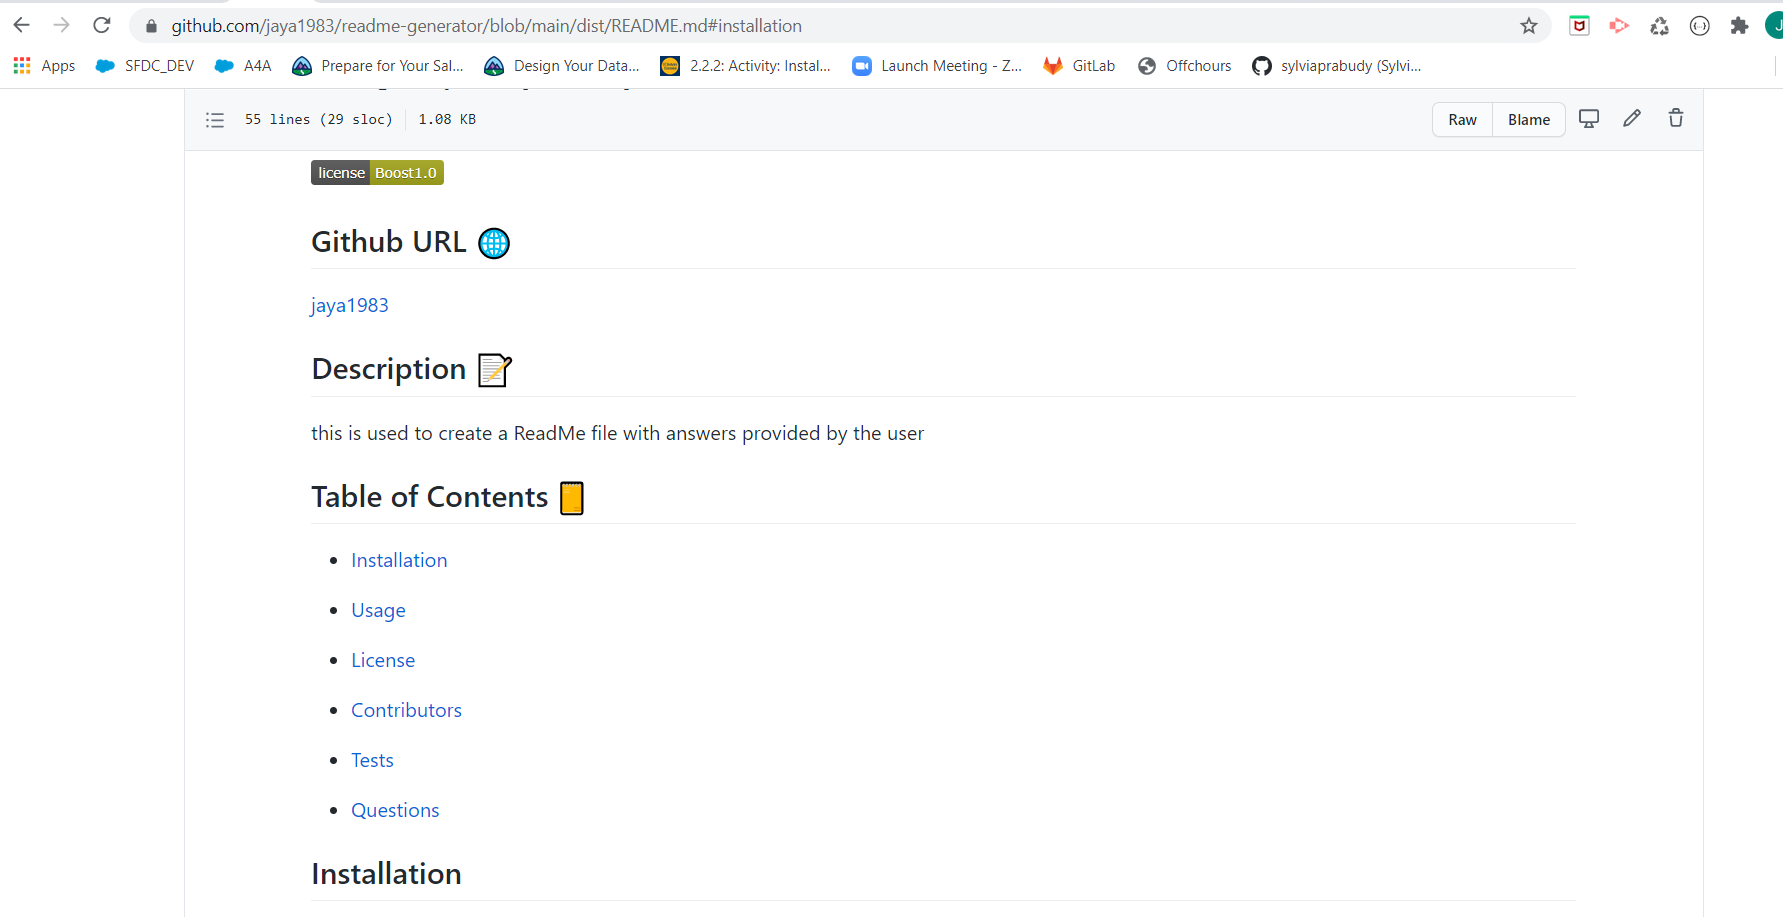 github.com/jaya1983/readme-generator/blob/main/dist/README.md#installation
J
Apps SFDC_DEV A4A Prepare for Your Sal... Design Your Data... 2.2.2: Activity: Instal... Launch Meeting - Z... GitLab Offchours sylviaprabudy (Sylvi...
55 lines (29 sloc) 1.08 KB Raw Blame
license Boost1.0
Github URL
jaya1983
Description
this is used to create a ReadMe file with answers provided by the user
Table of Contents
• Installation
• Usage
• License
• Contributors
• Tests
• Questions
Installation